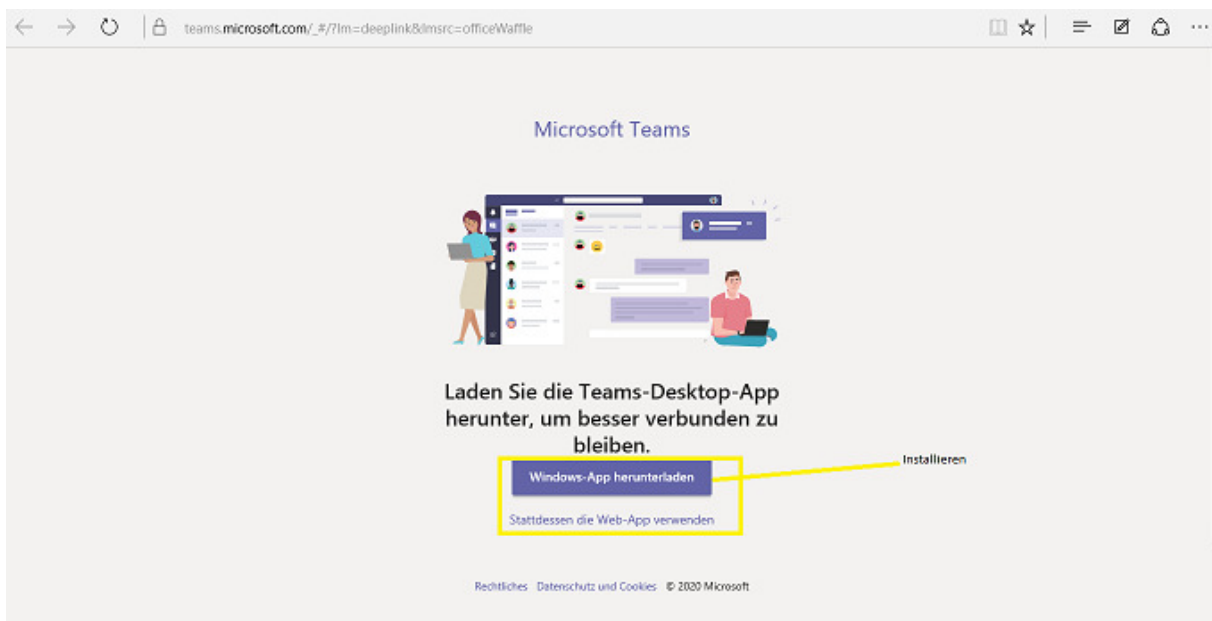 teams.microsoft.com/_#/?lm=deeplink&lmsrc=officeWaffle
Microsoft Teams
Laden Sie die Teams-Desktop-App
herunter, um besser verbunden zu
bleiben.
Windows-App herunterladen
Installieren
Stattdessen die Web-App verwenden
Rechtliches Datenschutz und Cookies © 2020 Microsoft